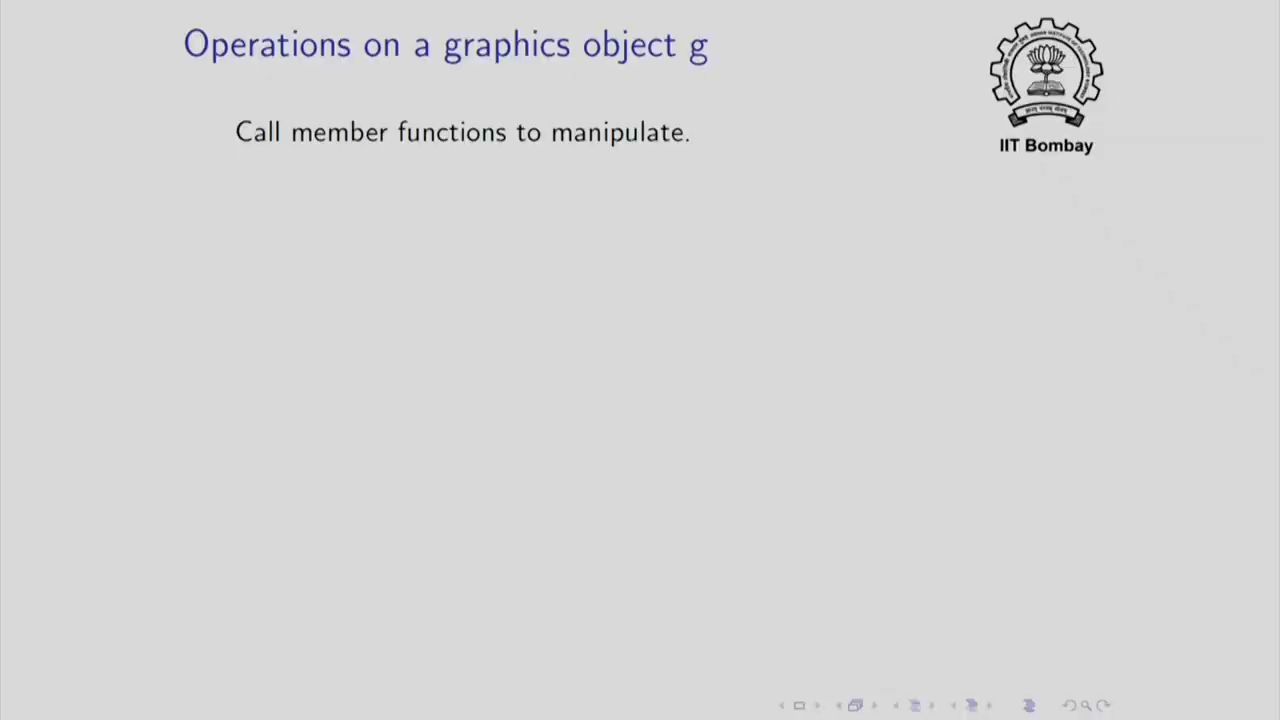 Operations on a graphics object g
Call member functions to manipulate.
IIT Bombay